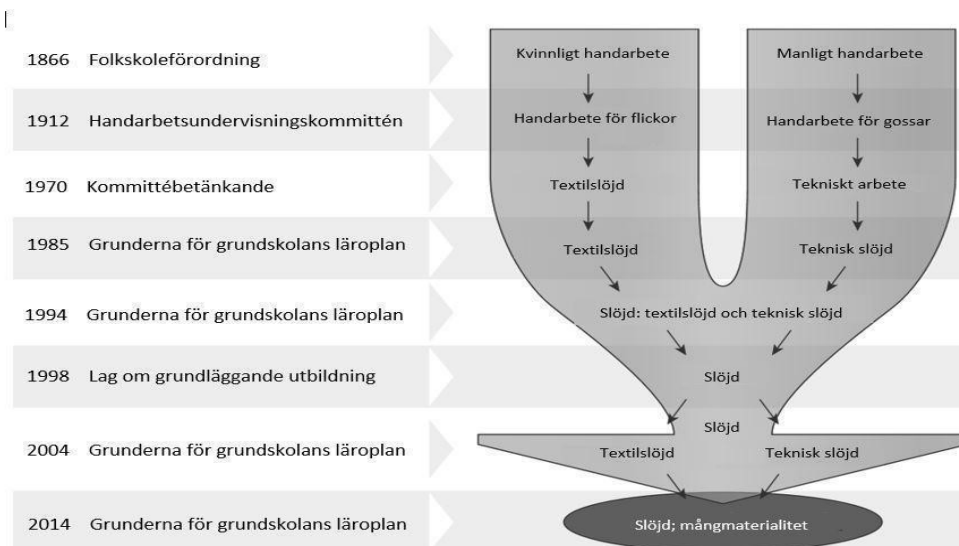 1866 Folkskoleförordning
Kvinnligt handarbete
Manligt handarbete
1912 Handarbetsundervisningskommittén
Handarbete för flickor
Handarbete för gossar
1970 Kommittébetänkande
Textilslöjd
Tekniskt arbete
1985 Grunderna för grundskolans läroplan
Textilslöjd
Teknisk slöjd
1994 Grunderna för grundskolans läroplan
Slöjd: textilslöjd och teknisk slöjd
1998 Lag om grundläggande utbildning
Slöjd
Slöjd
2004 Grunderna för grundskolans läroplan
Textilslöjd
Teknisk slöjd
2014 Grunderna för grundskolans läroplan
Slöjd; mångmaterialitet